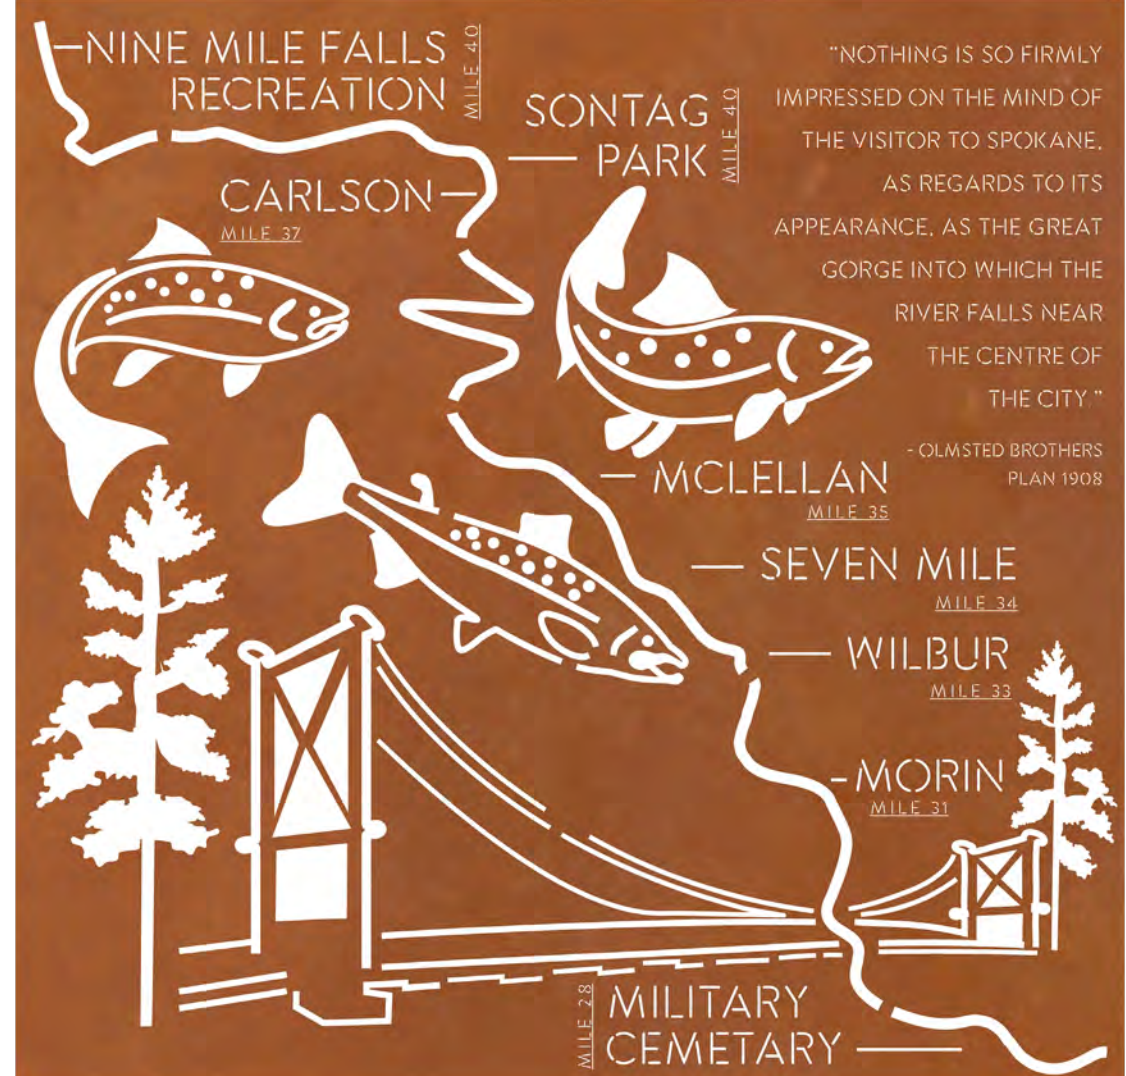 NINE MILE FALLS
RECREATION
MILE 40
SONTAG
PARK
MILE 40
CARLSON
MILE 37
"NOTHING IS SO FIRMLY
IMPRESSED ON THE MIND OF
THE VISITOR TO SPOKANE,
AS REGARDS TO ITS
APPEARANCE, AS THE GREAT
GORGE INTO WHICH THE
RIVER FALLS NEAR
THE CENTRE OF
THE CITY."
- OLMSTED BROTHERS
PLAN 1908
MCLELLAN
MILE 35
SEVEN MILE
MILE 34
WILBUR
MILE 33
MORIN
MILE 31
MILE 28
MILITARY
CEMETARY